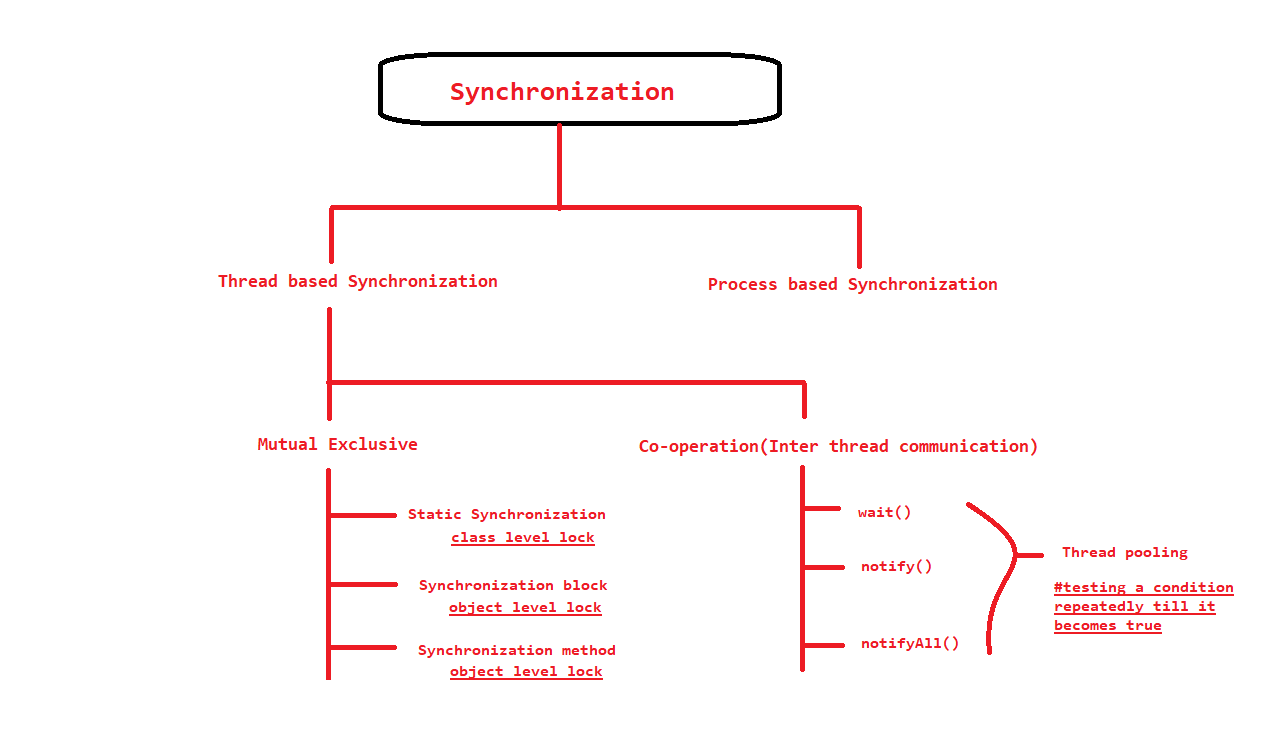 Synchronization
Thread based Synchronization
Process based Synchronization
Mutual Exclusive
Co-operation(Inter thread communication)
Static Synchronization
class level lock
Synchronization block
object level lock
Synchronization method
object level lock
wait()
notify()
notifyAll()
Thread pooling
#testing a condition
repeatedly till it
becomes true